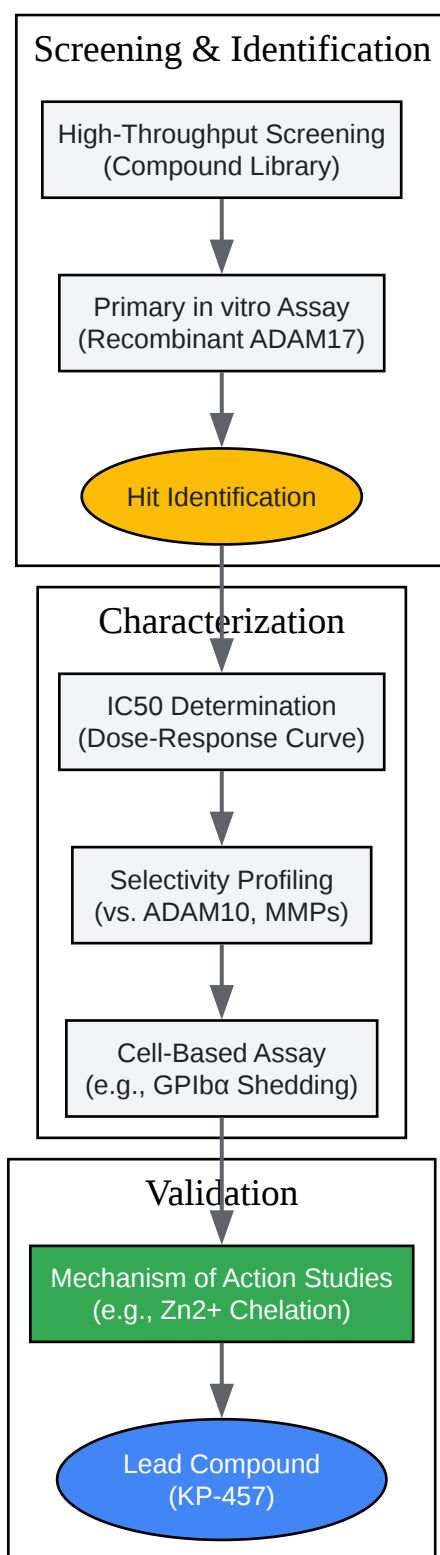 Screening & Identification
High-Throughput Screening
(Compound Library)
Primary in vitro Assay
(Recombinant ADAM17)
Hit Identification
Characterization
IC50 Determination
(Dose-Response Curve)
Selectivity Profiling
(vs. ADAM10, MMPs)
Cell-Based Assay
(e.g., GPIbα Shedding)
Validation
Mechanism of Action Studies
(e.g., Zn2+ Chelation)
Lead Compound
(KP-457)